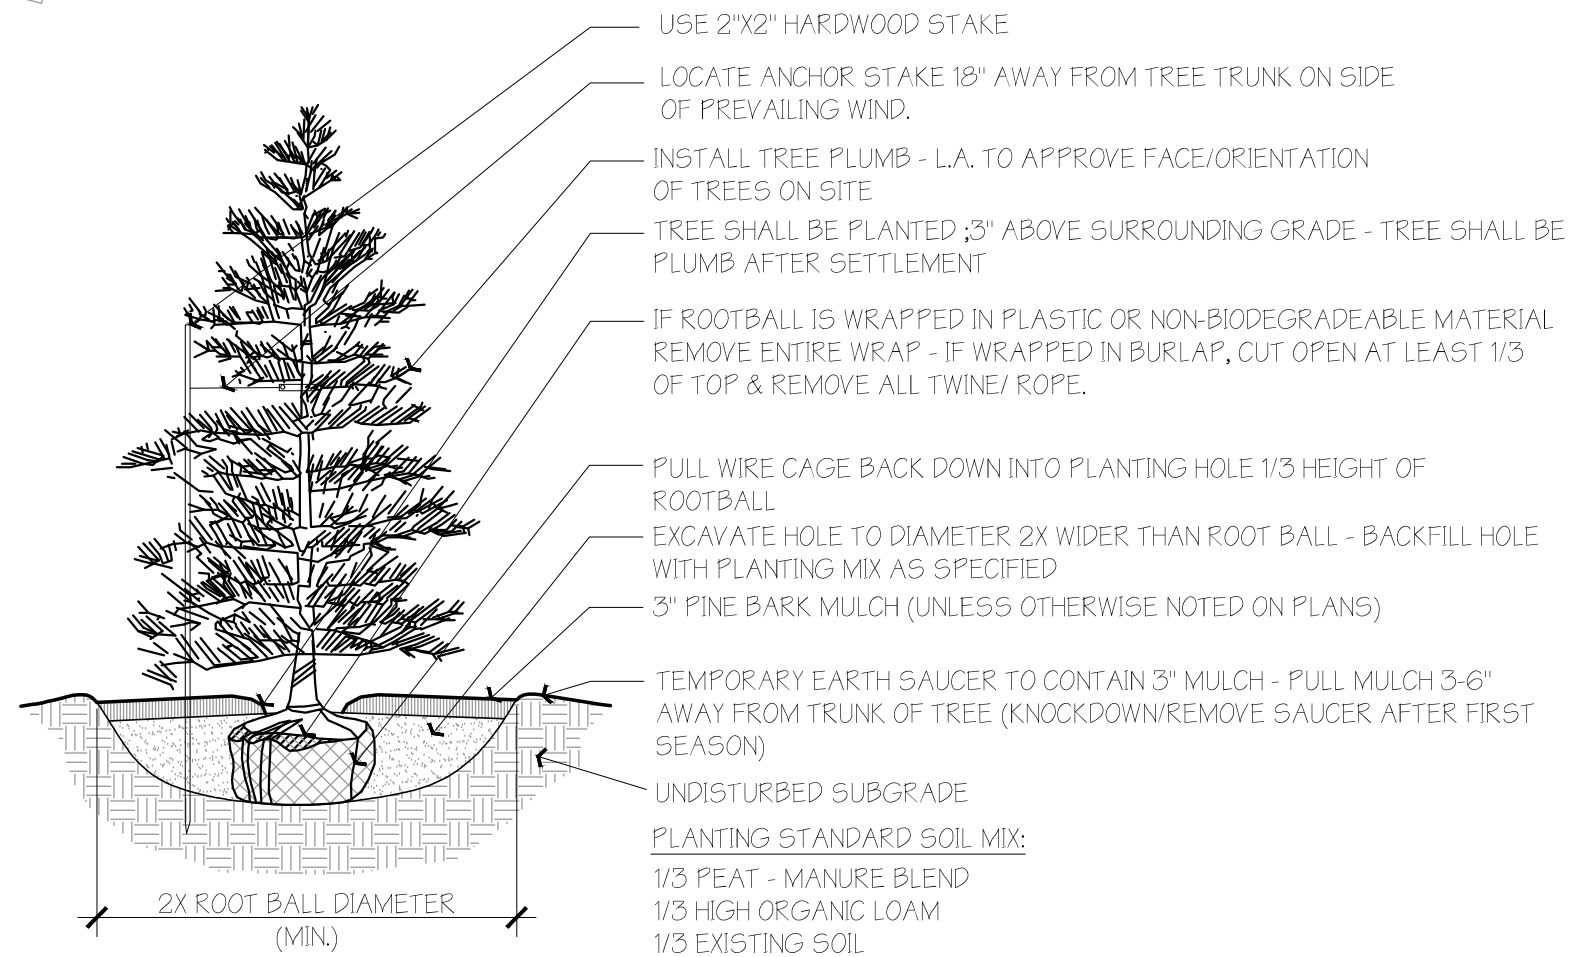 USE 2"X2" HARDWOOD STAKE
LOCATE ANCHOR STAKE 18" AWAY FROM TREE TRUNK ON SIDE
OF PREVAILING WIND.
INSTALL TREE PLUMB - L.A. TO APPROVE FACE/ORIENTATION
OF TREES ON SITE
TREE SHALL BE PLANTED ;3" ABOVE SURROUNDING GRADE - TREE SHALL BE
PLUMB AFTER SETTLEMENT
IF ROOTBALL IS WRAPPED IN PLASTIC OR NON-BIODEGRADEABLE MATERIAL
REMOVE ENTIRE WRAP - IF WRAPPED IN BURLAP, CUT OPEN AT LEAST 1/3
OF TOP & REMOVE ALL TWINE/ ROPE.
PULL WIRE CAGE BACK DOWN INTO PLANTING HOLE 1/3 HEIGHT OF
ROOTBALL
EXCAVATE HOLE TO DIAMETER 2X WIDER THAN ROOT BALL - BACKFILL HOLE
WITH PLANTING MIX AS SPECIFIED
3" PINE BARK MULCH (UNLESS OTHERWISE NOTED ON PLANS)
TEMPORARY EARTH SAUCER TO CONTAIN 3" MULCH - PULL MULCH 3-6"
AWAY FROM TRUNK OF TREE (KNOCKDOWN/REMOVE SAUCER AFTER FIRST
SEASON)
UNDISTURBED SUBGRADE
PLANTING STANDARD SOIL MIX:
1/3 PEAT - MANURE BLEND
1/3 HIGH ORGANIC LOAM
1/3 EXISTING SOIL
2X ROOT BALL DIAMETER
(MIN.)